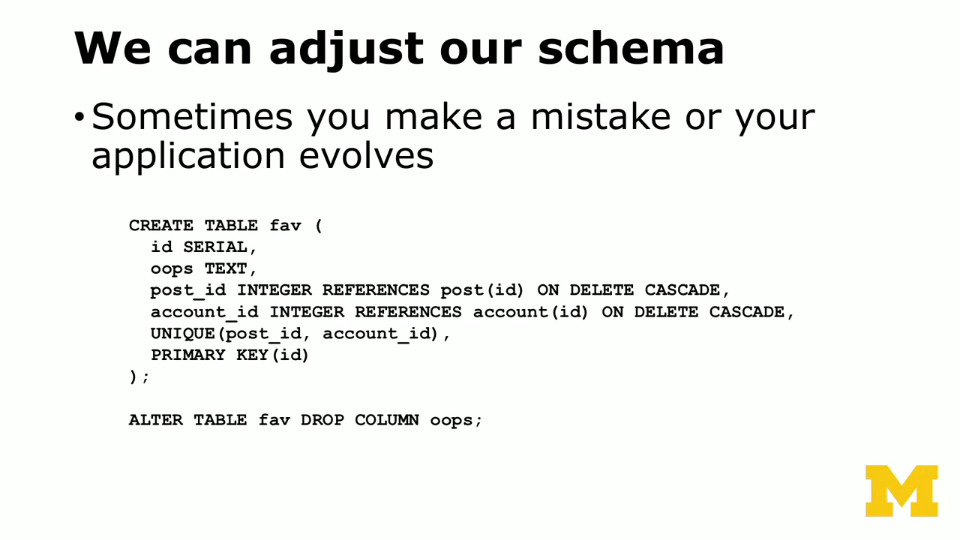 We can adjust our schema
• Sometimes you make a mistake or your
application evolves
CREATE TABLE fav (
  id SERIAL,
  oops TEXT,
  post_id INTEGER REFERENCES post(id) ON DELETE CASCADE,
  account_id INTEGER REFERENCES account(id) ON DELETE CASCADE,
  UNIQUE(post_id, account_id),
  PRIMARY KEY(id)
);
ALTER TABLE fav DROP COLUMN oops;
M